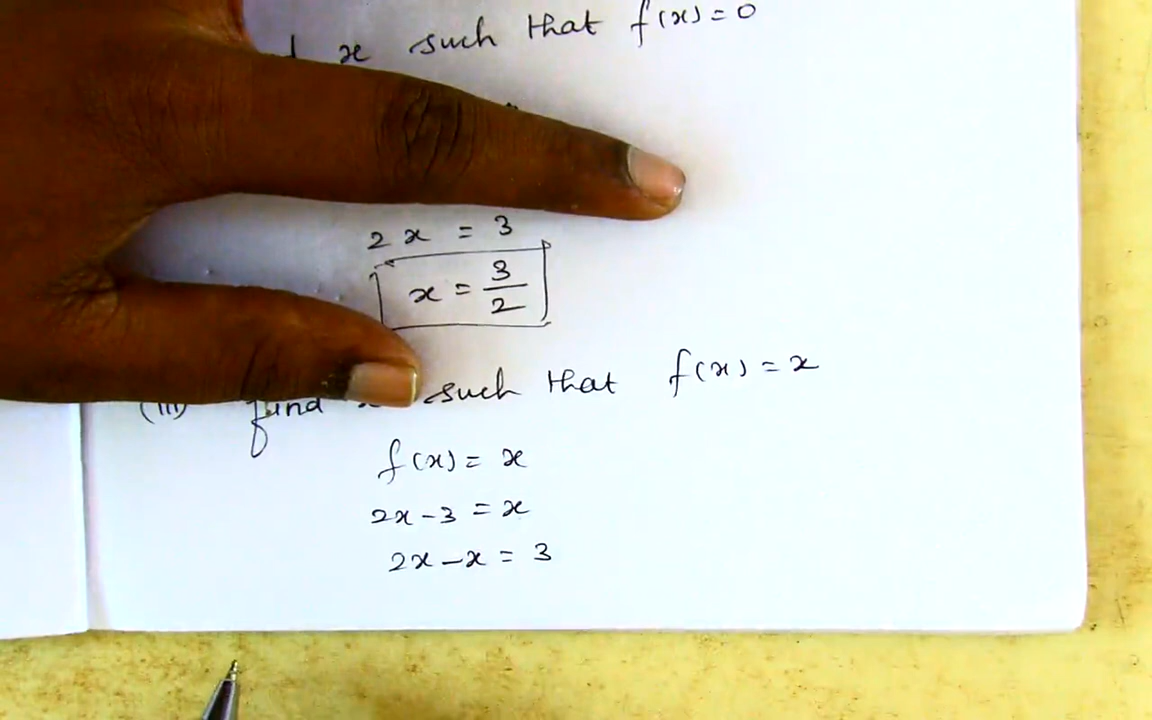 x such that f(x) = 0
2x = 3
x = 3/2
(iii) find x such that f(x) = x
f(x) = x
2x - 3 = x
2x - x = 3